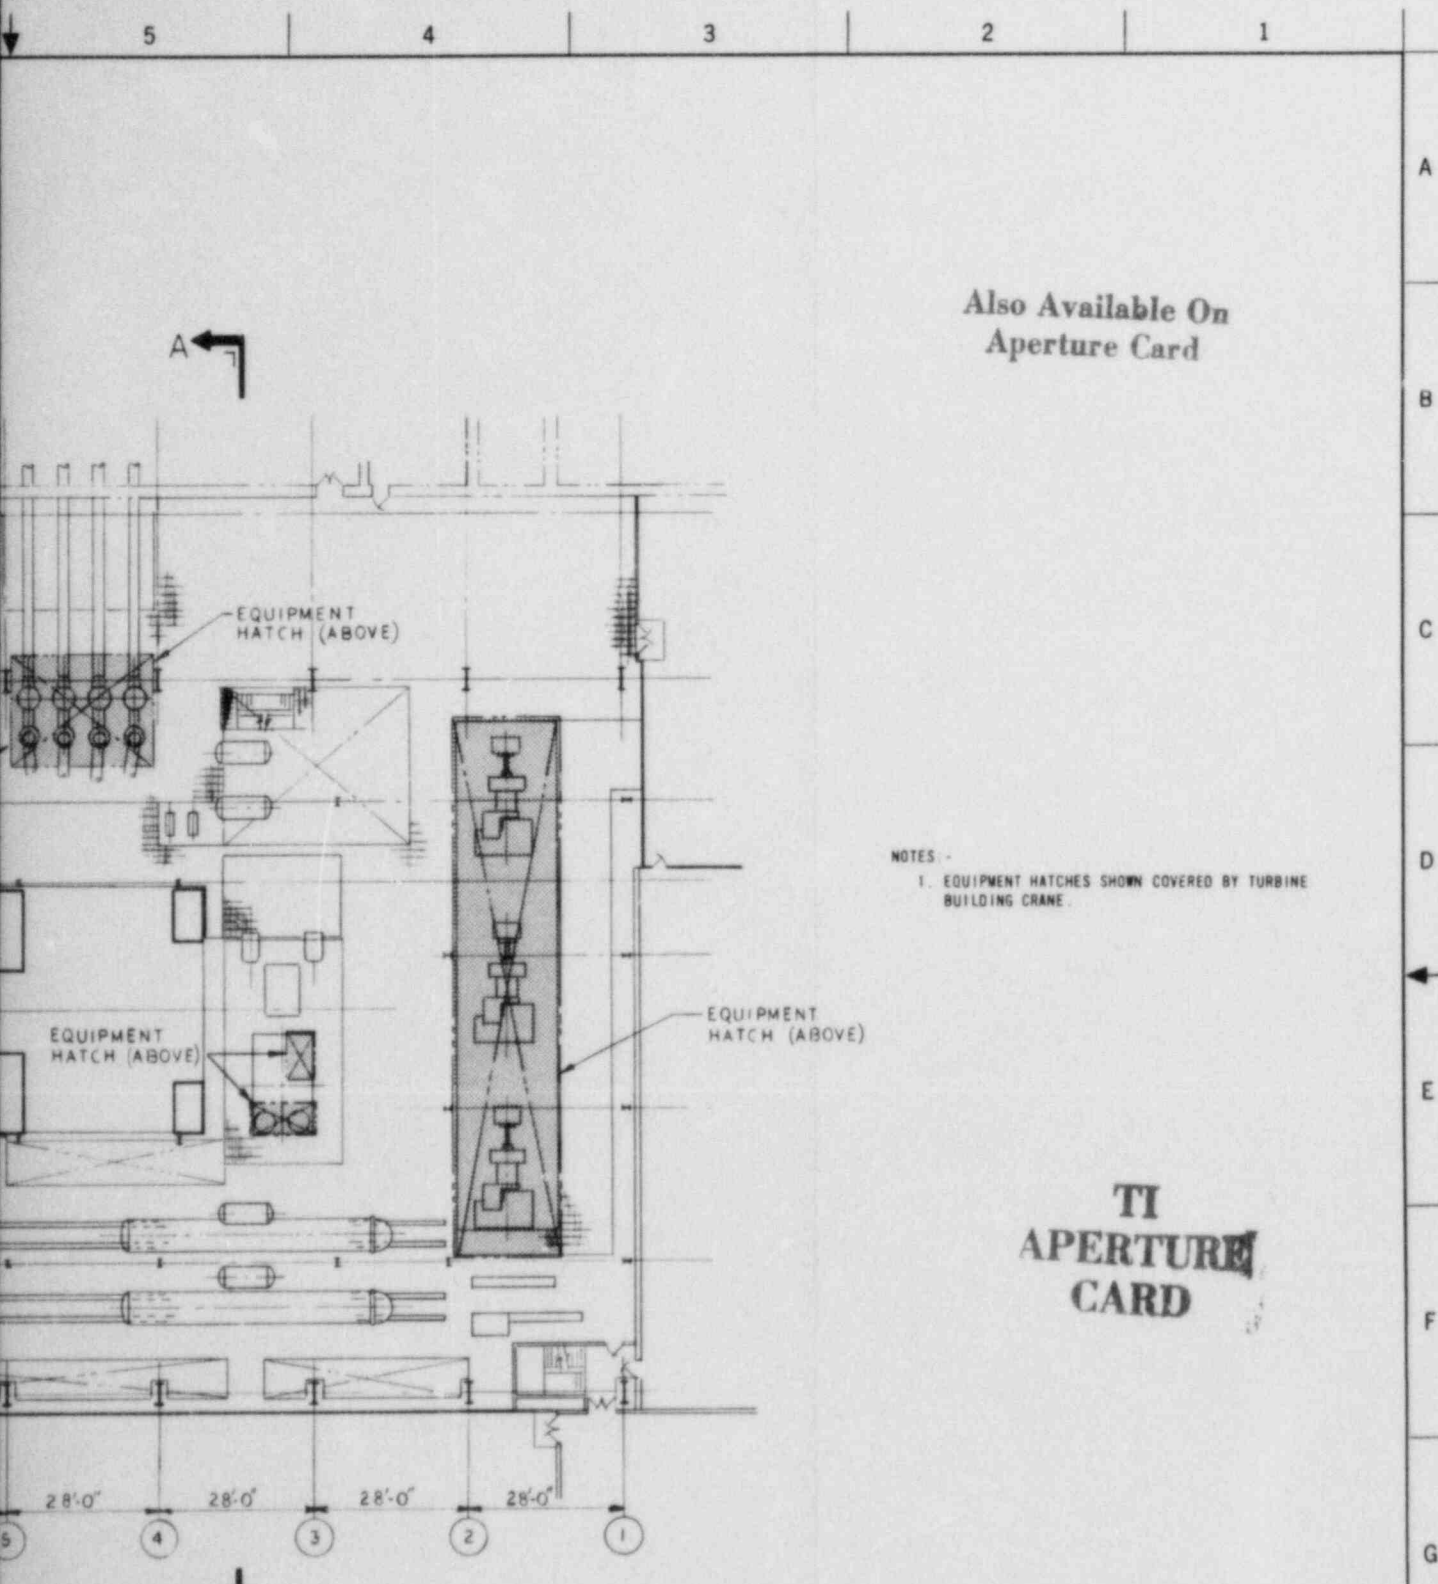 5 4 3 2 1
A
Also Available On
Aperture Card
A
B
EQUIPMENT
HATCH (ABOVE)
C
NOTES:-
1. EQUIPMENT HATCHES SHOWN COVERED BY TURBINE
BUILDING CRANE.
D
EQUIPMENT
HATCH (ABOVE)
EQUIPMENT
HATCH (ABOVE)
E
TI
APERTURE
CARD
F
28'-0" 28'-0" 28'-0" 28'-0"
5 4 3 2 1
G